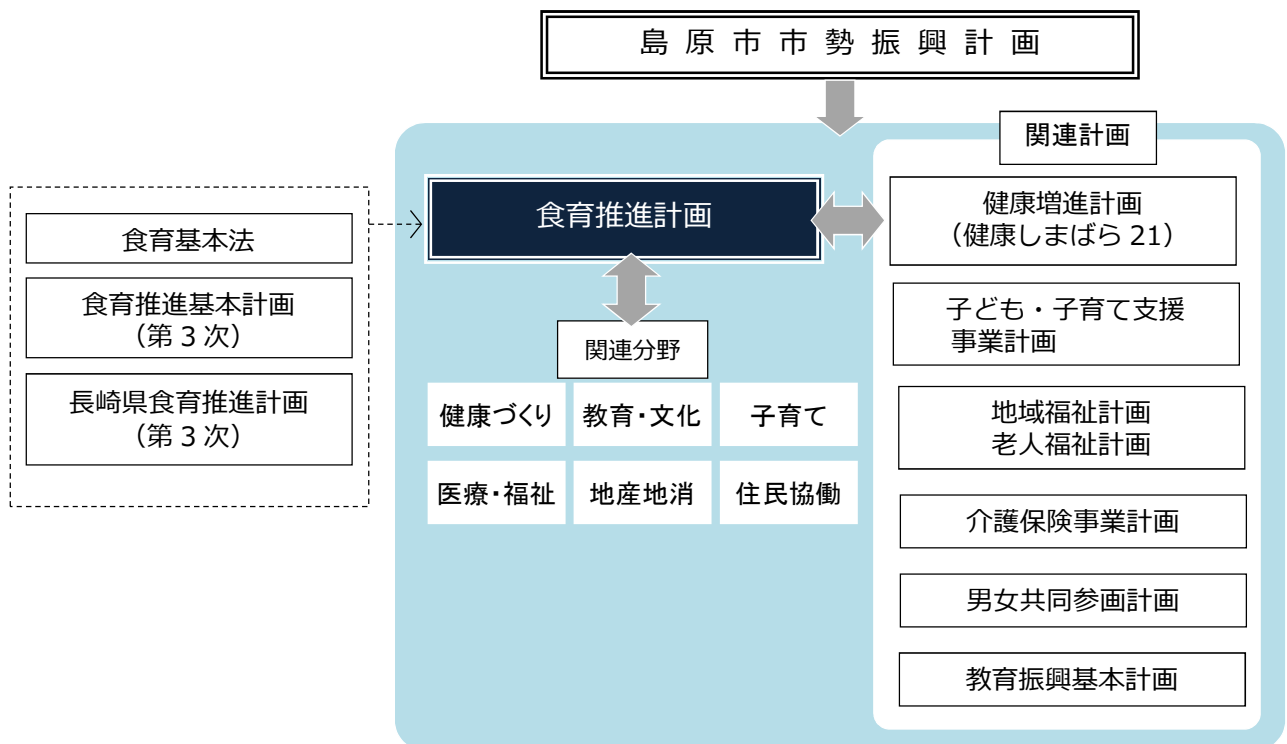 島原市市勢振興計画
関連計画
食育推進計画
健康増進計画
（健康しまばら 21）
食育基本法
食育推進基本計画
（第 3 次）
長崎県食育推進計画
（第 3 次）
関連分野
健康づくり
教育・文化
子育て
医療・福祉
地産地消
住民協働
子ども・子育て支援
事業計画
地域福祉計画
老人福祉計画
介護保険事業計画
男女共同参画計画
教育振興基本計画